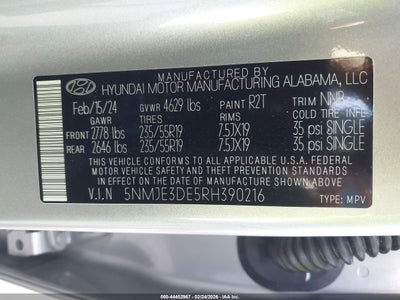 MANUFACTURED BY
HYUNDAI MOTOR MANUFACTURING ALABAMA, LLC
Feb/15/24 GVWR 4629 lbs PAINT R2T TRIM NNB
GAWR TIRES RIMS COLD TIRE INFL
FRONT 2778 lbs 235/55R19 7.5JX19 35 psi SINGLE
REAR 2646 lbs 235/55R19 7.5JX19 35 psi SINGLE
THIS VEHICLE CONFORMS TO ALL APPLICABLE U.S.A. FEDERAL
MOTOR VEHICLE SAFETY AND THEFT PREVENTION STANDARDS IN
EFFECT ON THE DATE OF MANUFACTURE SHOWN ABOVE.
V.I.N 5NMJE3DE5RH390216 TYPE: MPV
IAA 000-44452967 - 02/24/2026 - IAA Holdings, LLC